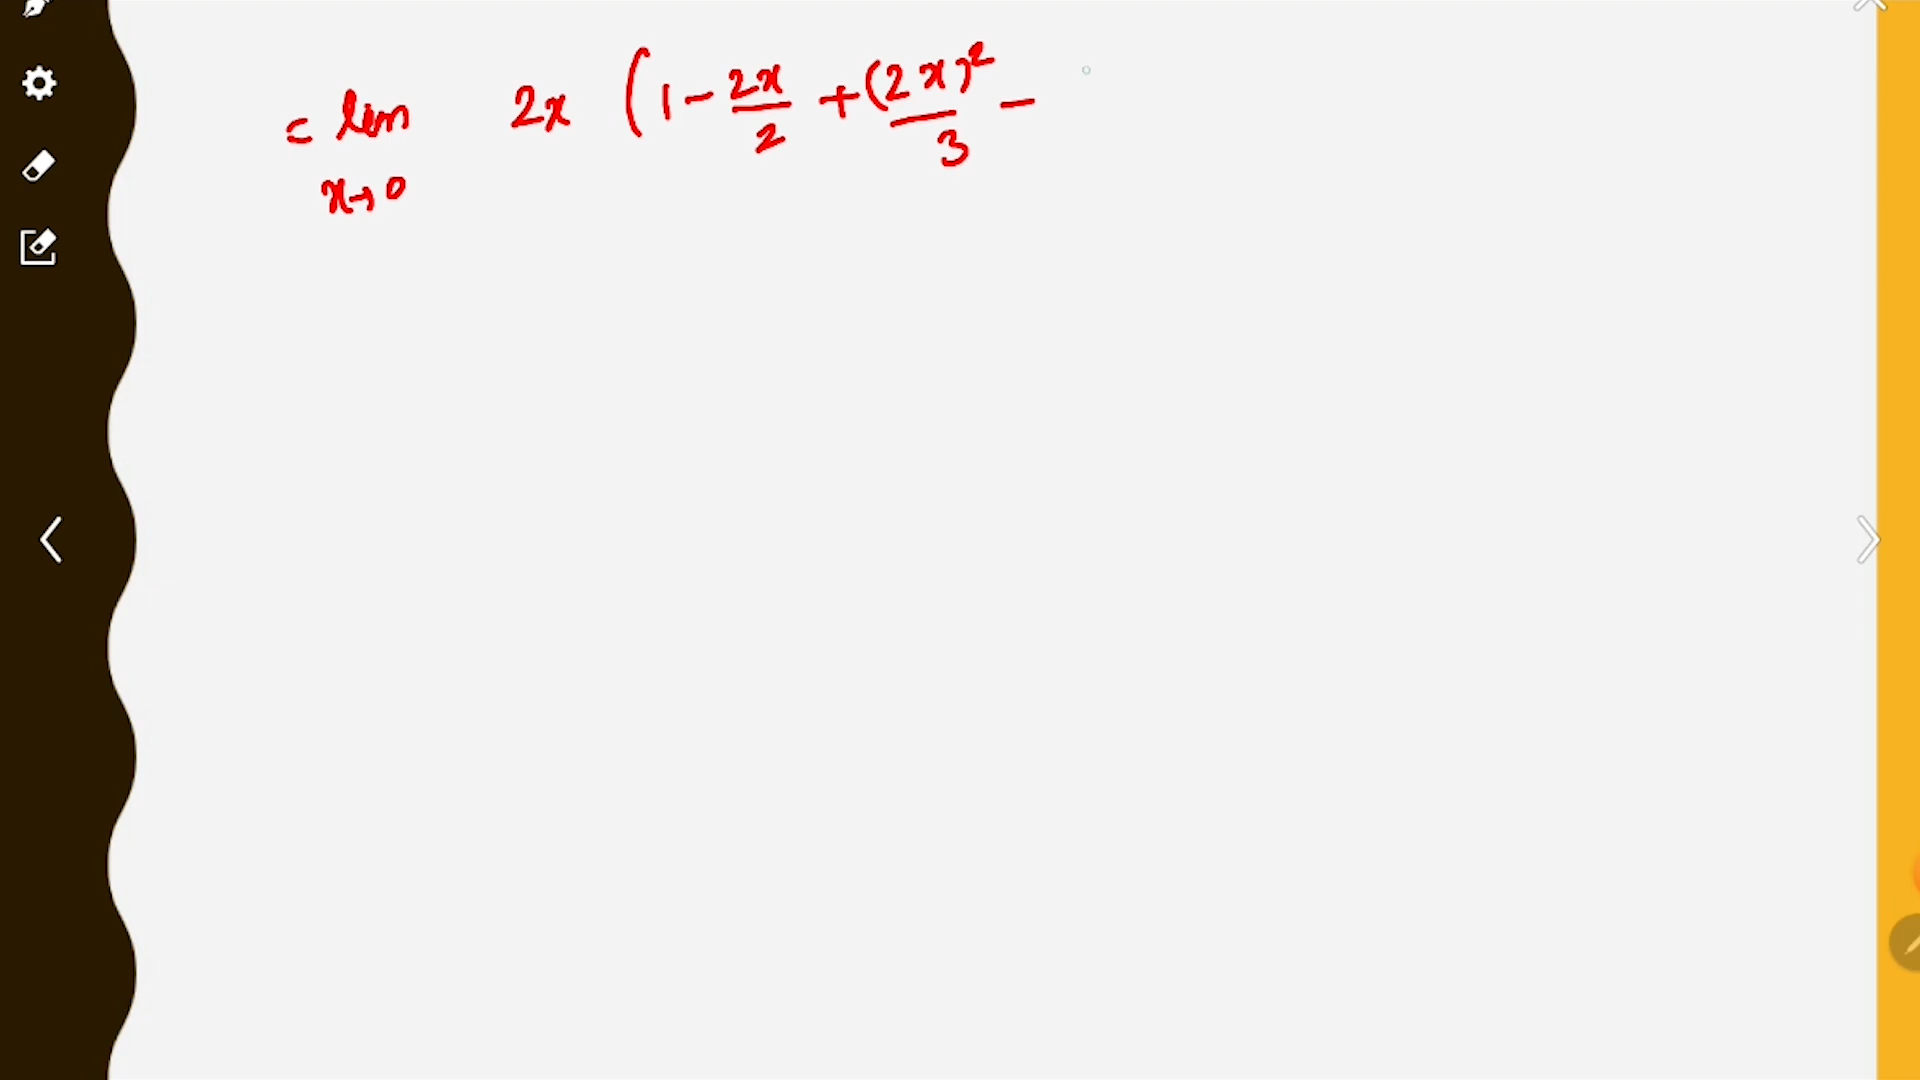 = lim 2x (1 - 2x/2 + (2x)²/3 -
x→0